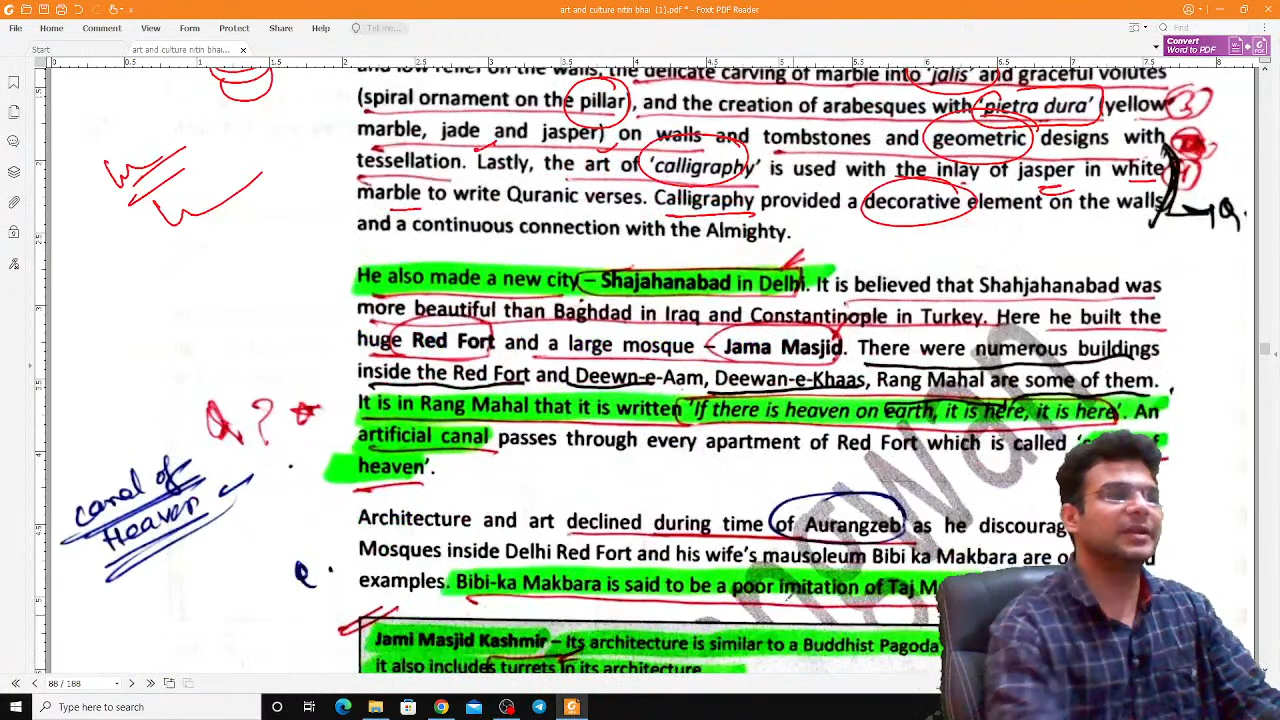 art and culture nitin bhai (1).pdf * - Foxit PDF Reader
File Home Comment View Form Protect Share Help Tell me... Find
Start art and culture nitin bhai... Convert Word to PDF
and low relief on the walls, the delicate carving of marble into 'jalis' and graceful volutes
(spiral ornament on the pillar), and the creation of arabesques with 'pietra dura' (yellow
marble, jade and jasper) on walls and tombstones and geometric designs with
tessellation. Lastly, the art of 'calligraphy' is used with the inlay of jasper in white
marble to write Quranic verses. Calligraphy provided a decorative element on the walls
and a continuous connection with the Almighty.
He also made a new city – Shajahanabad in Delhi. It is believed that Shahjahanabad was
more beautiful than Baghdad in Iraq and Constantinople in Turkey. Here he built the
huge Red Fort and a large mosque – Jama Masjid. There were numerous buildings
inside the Red Fort and Deewn-e-Aam, Deewan-e-Khaas, Rang Mahal are some of them.
It is in Rang Mahal that it is written 'If there is heaven on earth, it is here, it is here'. An
artificial canal passes through every apartment of Red Fort which is called
heaven'.
canal of
Heaven
Architecture and art declined during time of Aurangzeb as he
Mosques inside Delhi Red Fort and his wife's mausoleum Bibi ka Makbara are
examples. Bibi-ka Makbara is said to be a poor imitation of Taj
Jami Masjid Kashmir – Its architecture is similar to a Buddhist Pagoda
it also includes turrets in its architecture.
88 / 168
Type here to search